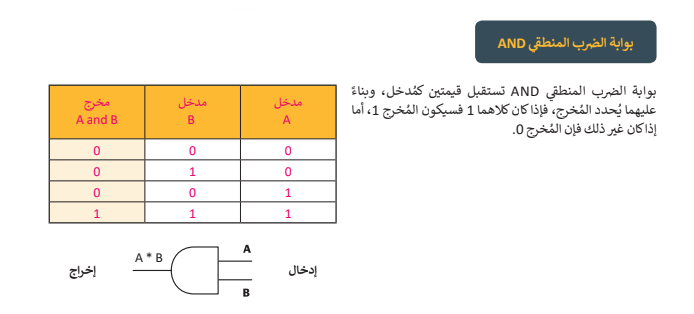 بوابة الضرب المنطقي AND
بوابة الضرب المنطقي AND تستقبل قيمتين كمُدخل، وبناءً
عليهما يُحدد المُخرج، فإذا كان كلاهما 1 فسيكون المُخرج 1، أما
إذا كان غير ذلك فإن المُخرج 0.
مدخل مدخل مخرج
A B A and B
0 0 0
0 1 0
1 0 0
1 1 1
A
A * B
إدخال إخراج
B